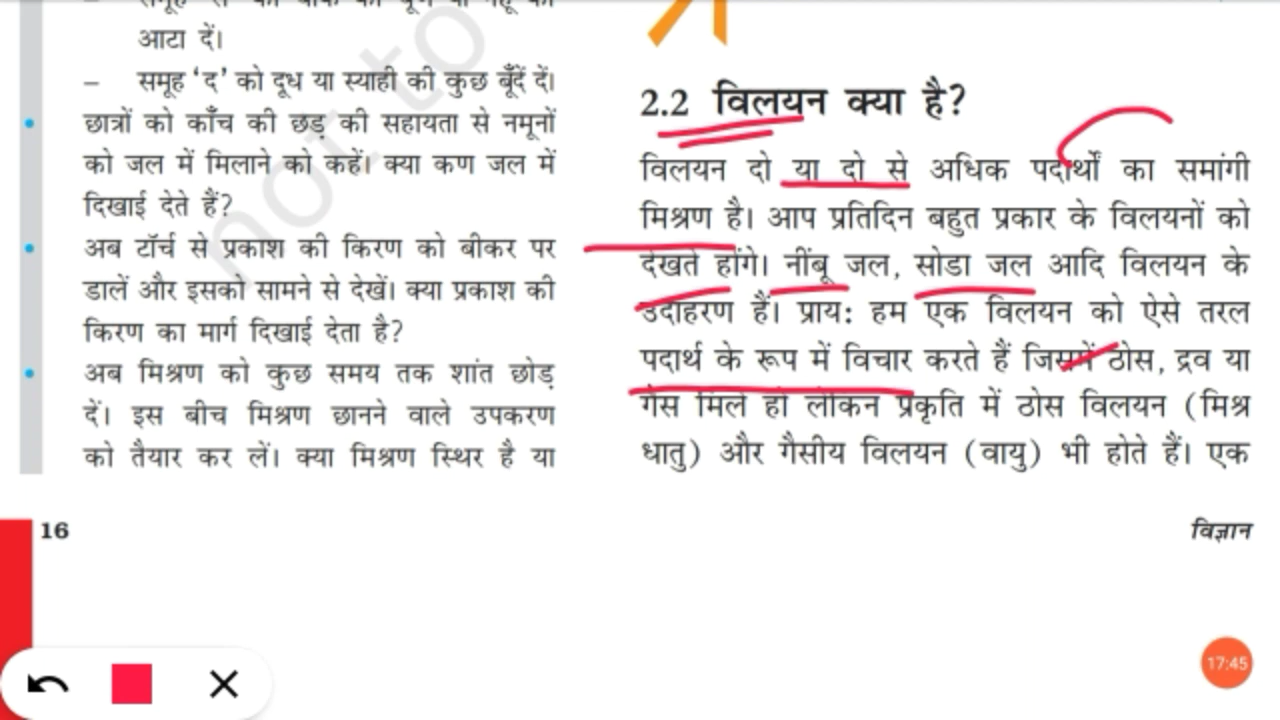 आटा दें।
– समूह ‘द’ को दूध या स्याही की कुछ बूँदें दें।
छात्रों को काँच की छड़ की सहायता से नमूनों
को जल में मिलाने को कहें। क्या कण जल में
दिखाई देते हैं?
• अब टॉर्च से प्रकाश की किरण को बीकर पर
डालें और इसको सामने से देखें। क्या प्रकाश की
किरण का मार्ग दिखाई देता है?
• अब मिश्रण को कुछ समय तक शांत छोड़
दें। इस बीच मिश्रण छानने वाले उपकरण
को तैयार कर लें। क्या मिश्रण स्थिर है या
16
2.2 विलयन क्या है?
विलयन दो या दो से अधिक पदार्थों का समांगी
मिश्रण है। आप प्रतिदिन बहुत प्रकार के विलयनों को
देखते होंगे। नींबू जल, सोडा जल आदि विलयन के
उदाहरण हैं। प्राय: हम एक विलयन को ऐसे तरल
पदार्थ के रूप में विचार करते हैं जिसमें ठोस, द्रव या
गैस मिले हो लेकिन प्रकृति में ठोस विलयन (मिश्र
धातु) और गैसीय विलयन (वायु) भी होते हैं। एक
विज्ञान
not to
17:45